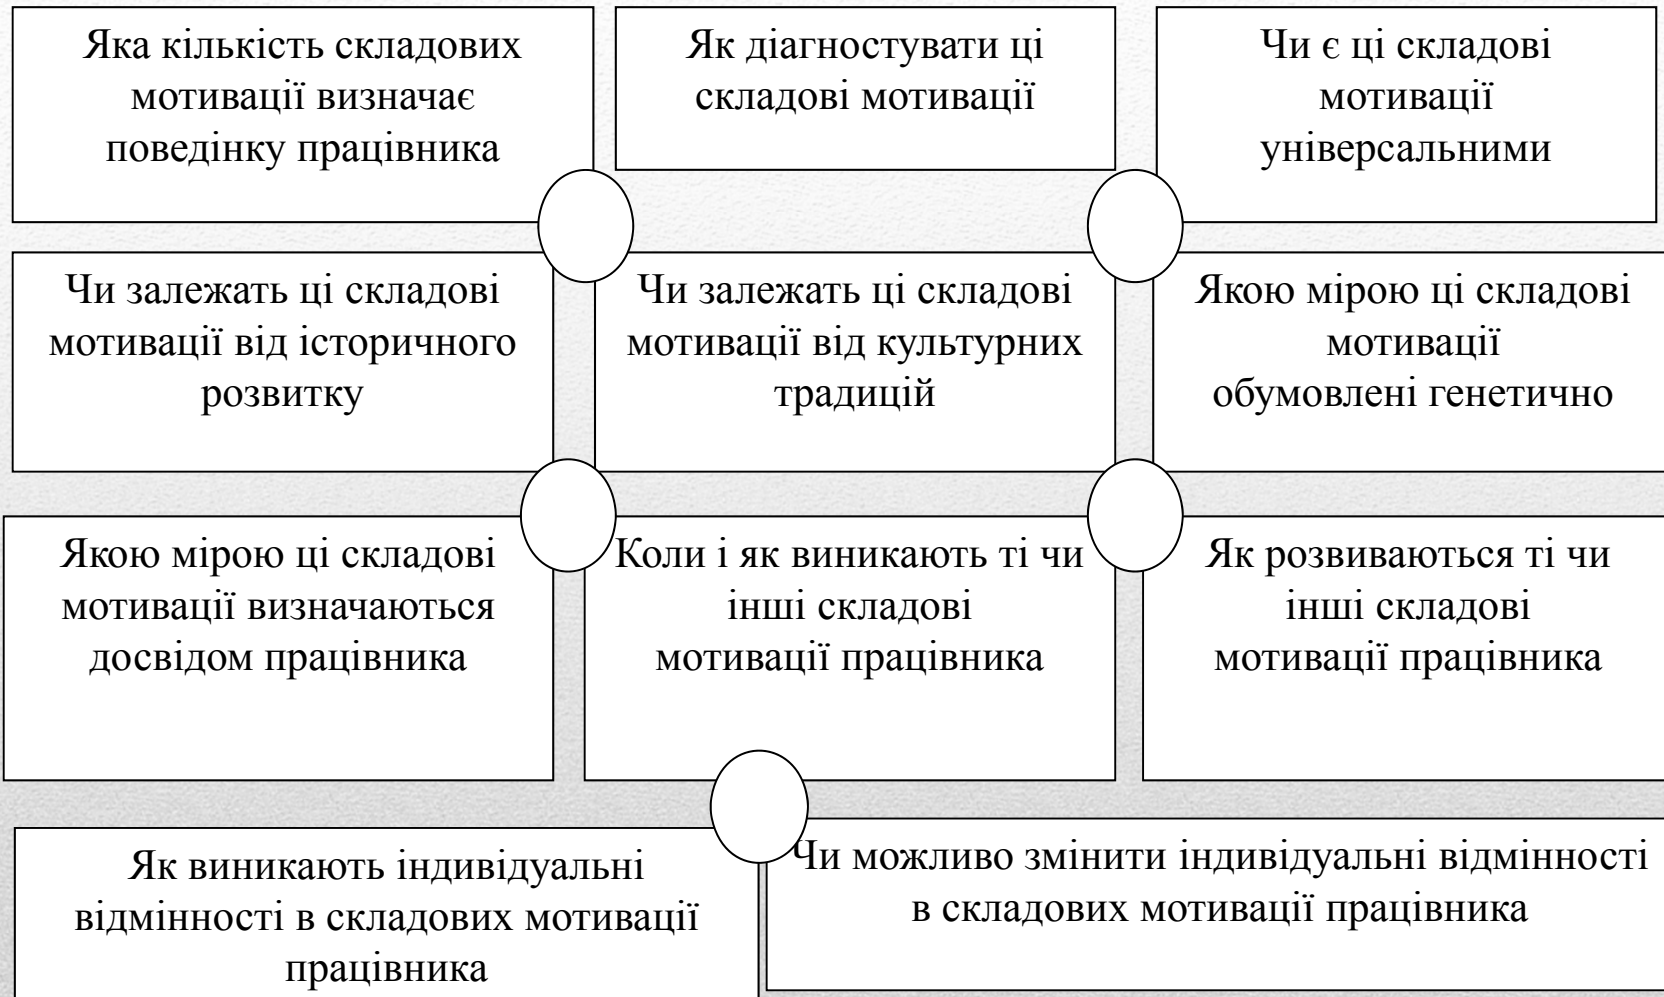 Яка кількість складових
мотивації визначає
поведінку працівника
Як діагностувати ці
складові мотивації
Чи є ці складові
мотивації
універсальними
Чи залежать ці складові
мотивації від історичного
розвитку
Чи залежать ці складові
мотивації від культурних
традицій
Якою мірою ці складові
мотивації
обумовлені генетично
Якою мірою ці складові
мотивації визначаються
досвідом працівника
Коли і як виникають ті чи
інші складові
мотивації працівника
Як розвиваються ті чи
інші складові
мотивації працівника
Як виникають індивідуальні
відмінності в складових мотивації
працівника
Чи можливо змінити індивідуальні відмінності
в складових мотивації працівника